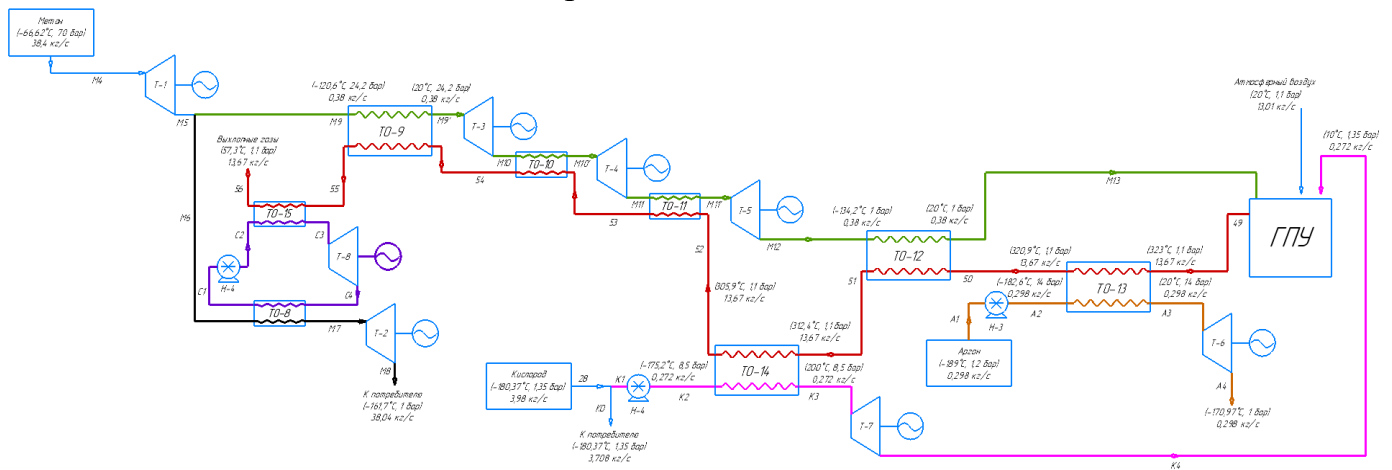 Метан
(-66,62°C, 70 бар)
38,4 кг/с
М4
Т-1
М5
М6
М9
(-120,6°C, 24,2 бар)
0,38 кг/с
(20°C, 24,2 бар)
0,38 кг/с
ТО-9
М9'
Т-3
М10
ТО-10
М10'
Т-4
М11
ТО-11
М11'
Т-5
М12
(-134,2°C, 1 бар)
0,38 кг/с
(20°C, 1 бар)
0,38 кг/с
ТО-12
М13
Атмосферный воздух
(20°C, 1,1 бар)
13,01 кг/с
(10°C, 1,35 бар)
0,272 кг/с
ГПУ
49
(323°C, 1,1 бар)
13,67 кг/с
(320,9°C, 1,1 бар)
13,67 кг/с
S0
ТО-13
(-182,6°C, 14 бар)
0,298 кг/с
(20°C, 14 бар)
0,298 кг/с
А1
Н-3
А2
А3
Т-6
А4
Аргон
(-189°C, 1,2 бар)
0,298 кг/с
(-170,97°C, 1 бар)
0,298 кг/с
S1
(312,4°C, 1,1 бар)
13,67 кг/с
S2
305,9°C, 1,1 бар)
13,67 кг/с
S3
S4
S5
S6
Выхлопные газы
(57,3°C, 1,1 бар)
13,67 кг/с
ТО-15
С2
С3
Т-8
Н-4
С1
С4
ТО-8
М7
Т-2
М8
К потребителю
(-161,7°C, 1 бар)
38,04 кг/с
Кислород
(-180,37°C, 1,35 бар)
3,98 кг/с
28
К0
К1
Н-4
К потребителю
(-180,37°C, 1,35 бар)
3,708 кг/с
(-175,2°C, 8,5 бар)
0,272 кг/с
К2
ТО-14
(200°C, 8,5 бар)
0,272 кг/с
К3
Т-7
К4